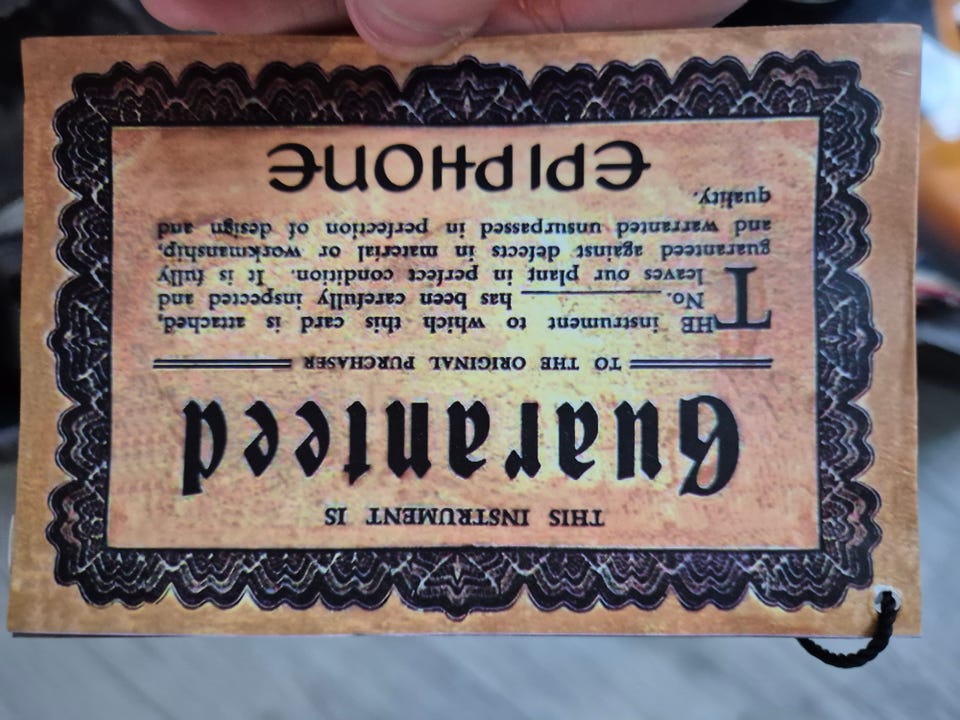 THIS INSTRUMENT IS
Guaranteed
TO THE ORIGINAL PURCHASER
THE instrument to which this card is attached,
No. ________ has been carefully inspected and
leaves our plant in perfect condition. It is fully
guaranteed against defects in material or workmanship,
and warranted unsurpassed in perfection of design and
quality.
EPIPHONE